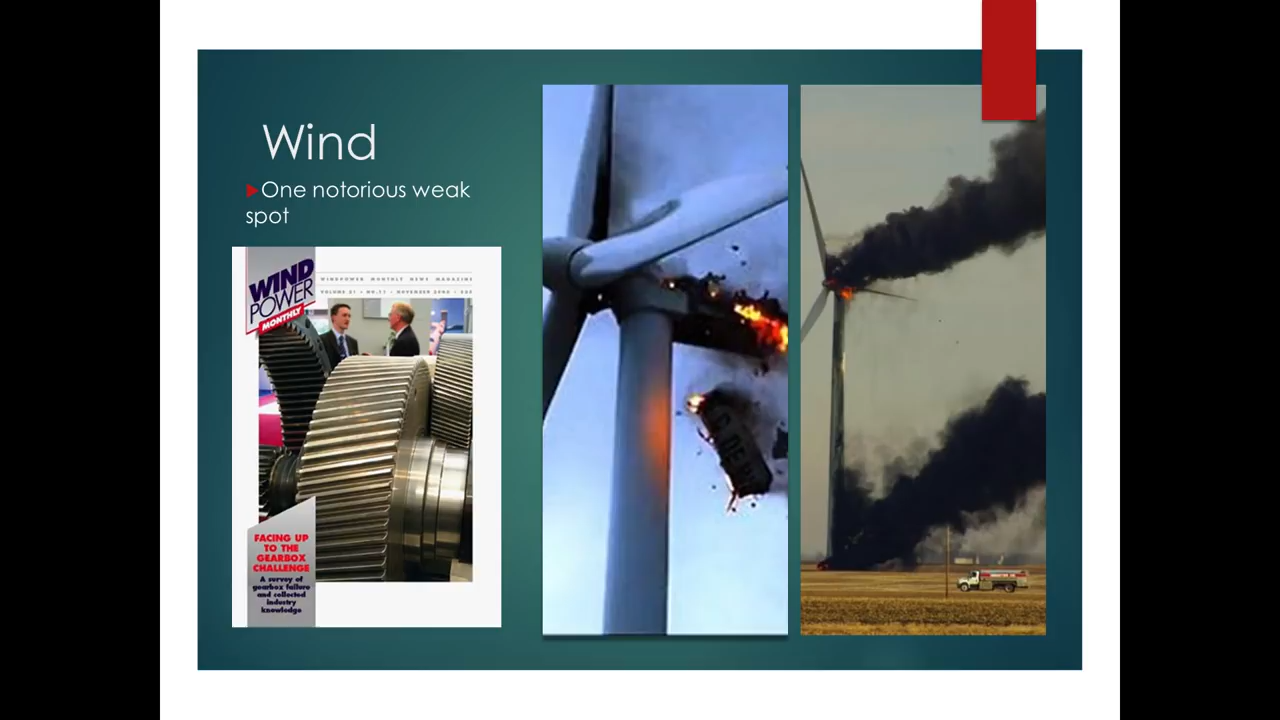 Wind
One notorious weak
spot
WIND
POWER
MONTHLY
WINDPOWER MONTHLY NEWS MAGAZINE
FACING UP
TO THE
GEARBOX
CHALLENGE
A survey of
gearbox failure
and collected
industry
knowledge